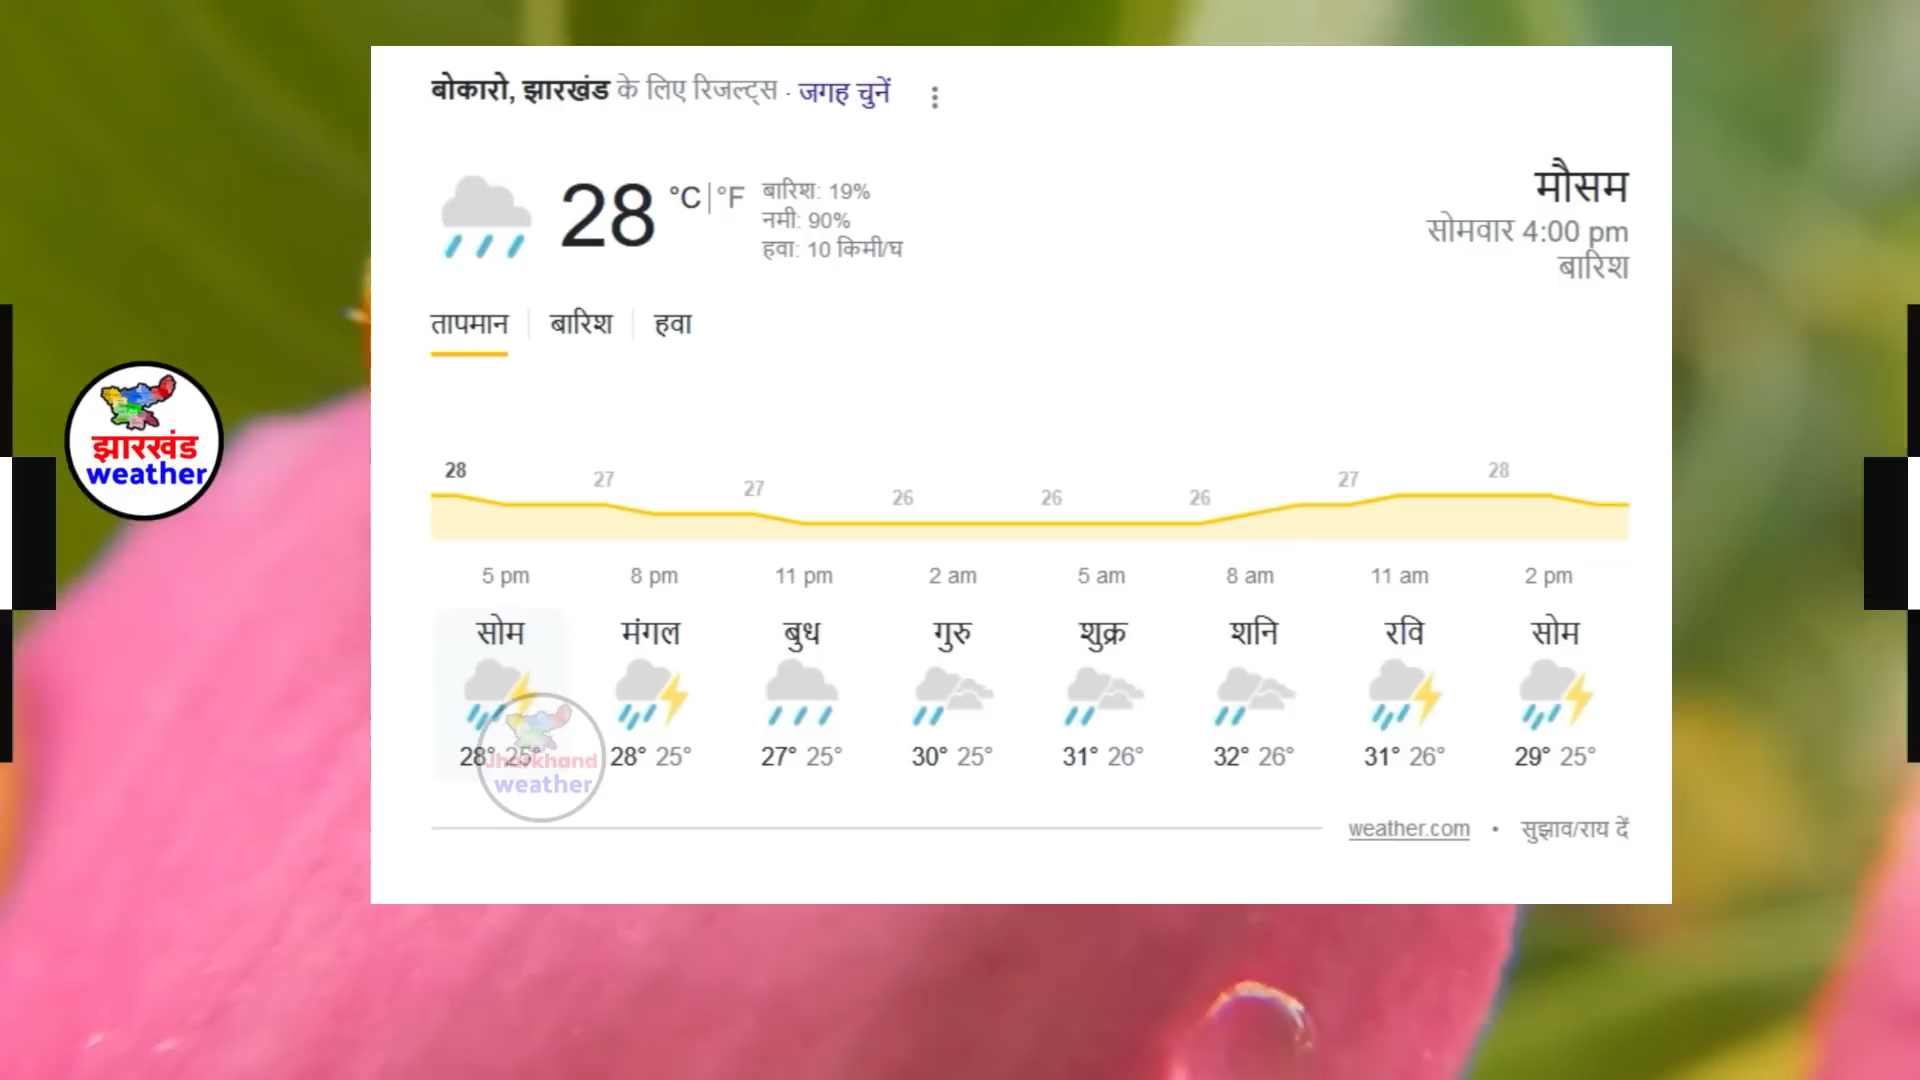 बोकारो, झारखंड के लिए रिजल्ट्स · जगह चुनें
28 °C | °F
बारिश: 19%
नमी: 90%
हवा: 10 किमी/घ
मौसम
सोमवार 4:00 pm
बारिश
तापमान बारिश हवा
झारखंड
weather
28 27 27 26 26 26 27 28
5 pm 8 pm 11 pm 2 am 5 am 8 am 11 am 2 pm
सोम मंगल बुध गुरु शुक्र शनि रवि सोम
28° 25° 28° 25° 27° 25° 30° 25° 31° 26° 32° 26° 31° 26° 29° 25°
Jharkhand
weather
weather.com • सुझाव/राय दें